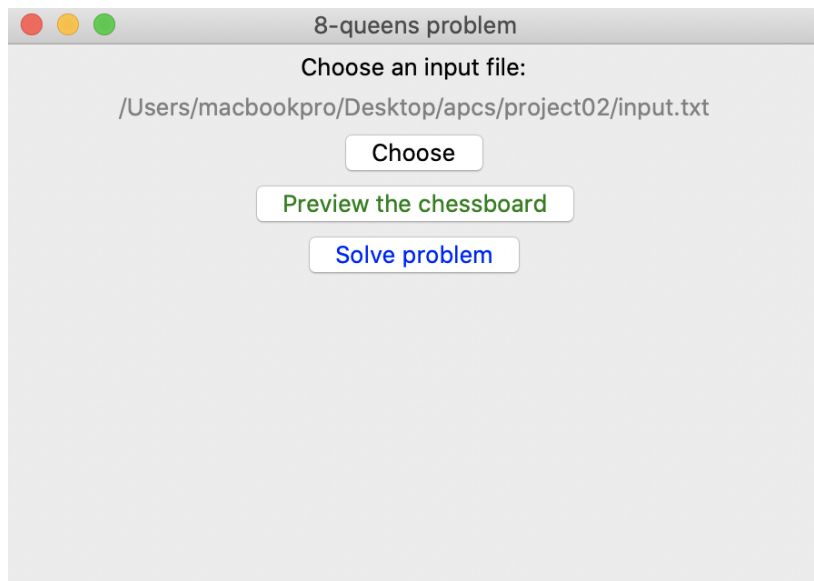 8-queens problem
Choose an input file:
/Users/macbookpro/Desktop/apcs/project02/input.txt
Choose
Preview the chessboard
Solve problem